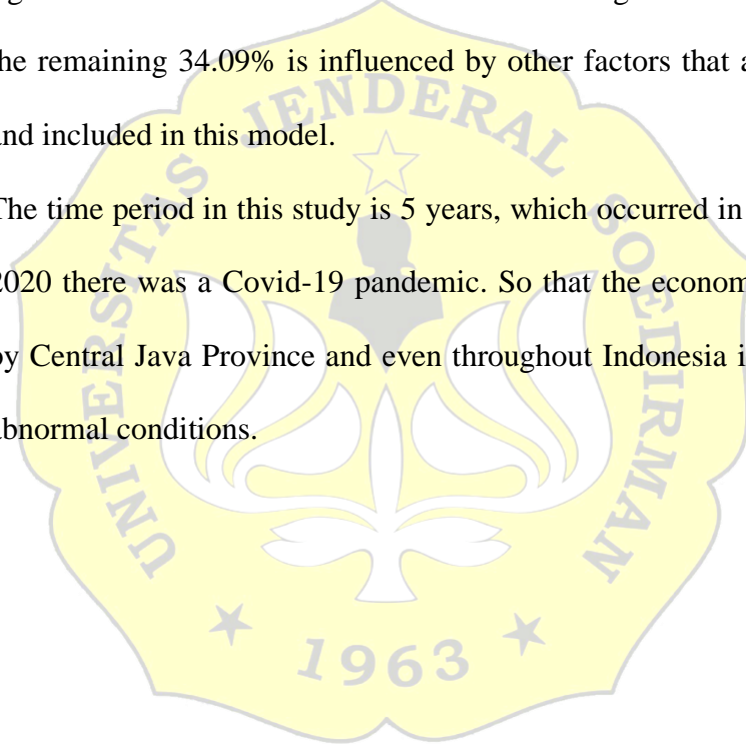 the remaining 34.09% is influenced by other factors that a
and included in this model.
The time period in this study is 5 years, which occurred in
2020 there was a Covid-19 pandemic. So that the econom
by Central Java Province and even throughout Indonesia i
abnormal conditions.
UNIVERSITAS JENDERAL SOEDIRMAN
1963